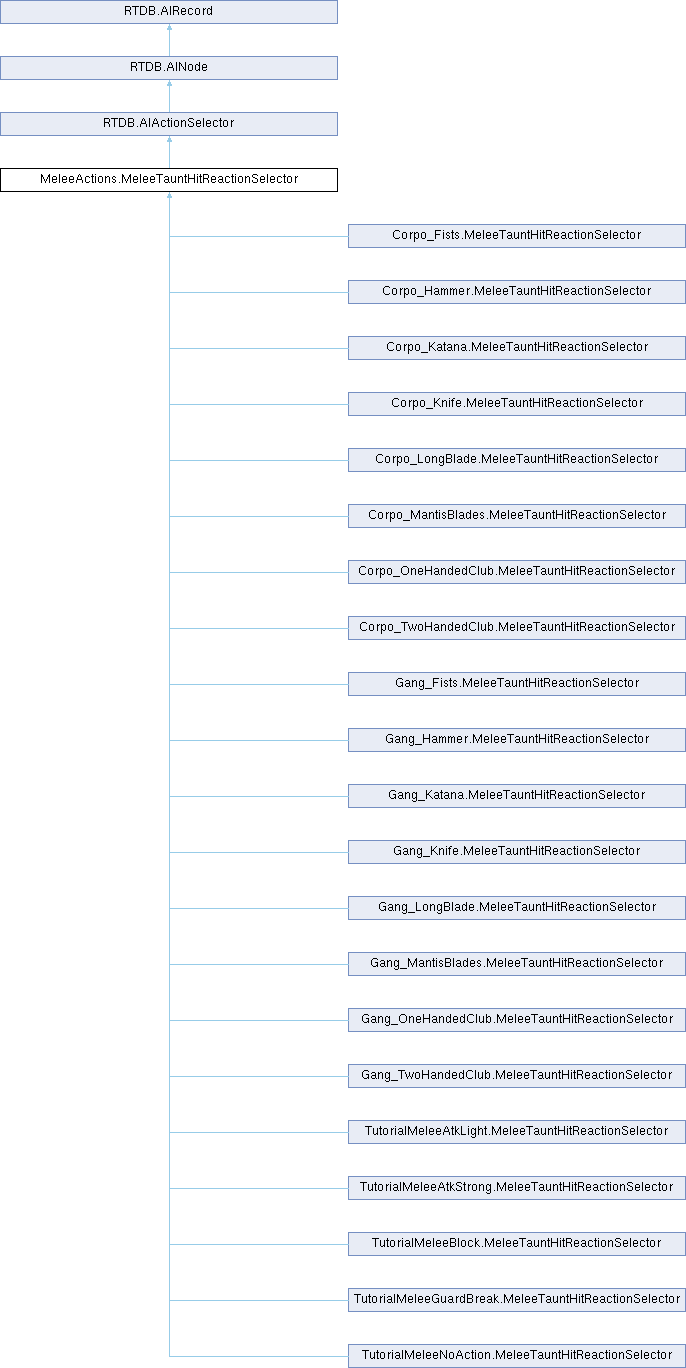 RTDB.AIRecord
RTDB.AINode
RTDB.AIActionSelector
MeleeActions.MeleeTauntHitReactionSelector
Corpo_Fists.MeleeTauntHitReactionSelector
Corpo_Hammer.MeleeTauntHitReactionSelector
Corpo_Katana.MeleeTauntHitReactionSelector
Corpo_Knife.MeleeTauntHitReactionSelector
Corpo_LongBlade.MeleeTauntHitReactionSelector
Corpo_MantisBlades.MeleeTauntHitReactionSelector
Corpo_OneHandedClub.MeleeTauntHitReactionSelector
Corpo_TwoHandedClub.MeleeTauntHitReactionSelector
Gang_Fists.MeleeTauntHitReactionSelector
Gang_Hammer.MeleeTauntHitReactionSelector
Gang_Katana.MeleeTauntHitReactionSelector
Gang_Knife.MeleeTauntHitReactionSelector
Gang_LongBlade.MeleeTauntHitReactionSelector
Gang_MantisBlades.MeleeTauntHitReactionSelector
Gang_OneHandedClub.MeleeTauntHitReactionSelector
Gang_TwoHandedClub.MeleeTauntHitReactionSelector
TutorialMeleeAtkLight.MeleeTauntHitReactionSelector
TutorialMeleeAtkStrong.MeleeTauntHitReactionSelector
TutorialMeleeBlock.MeleeTauntHitReactionSelector
TutorialMeleeGuardBreak.MeleeTauntHitReactionSelector
TutorialMeleeNoAction.MeleeTauntHitReactionSelector